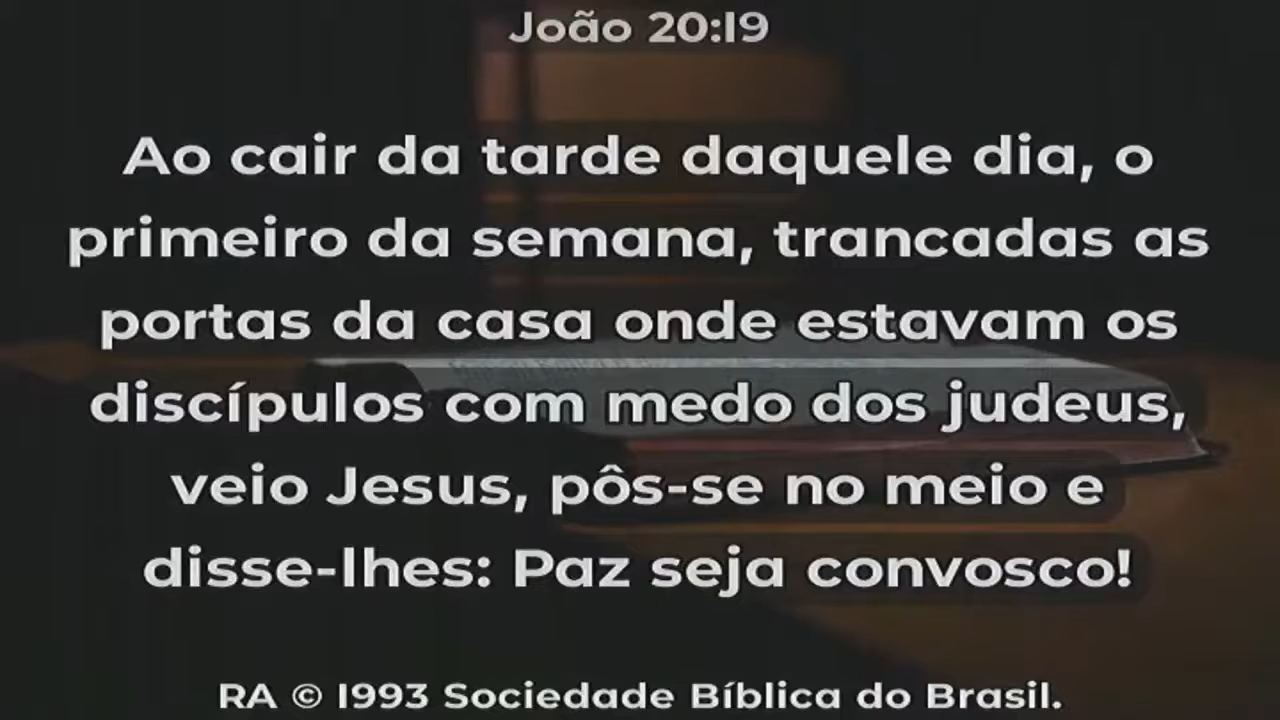 João 20:19
Ao cair da tarde daquele dia, o
primeiro da semana, trancadas as
portas da casa onde estavam os
discípulos com medo dos judeus,
veio Jesus, pôs-se no meio e
disse-lhes: Paz seja convosco!
RA © 1993 Sociedade Bíblica do Brasil.